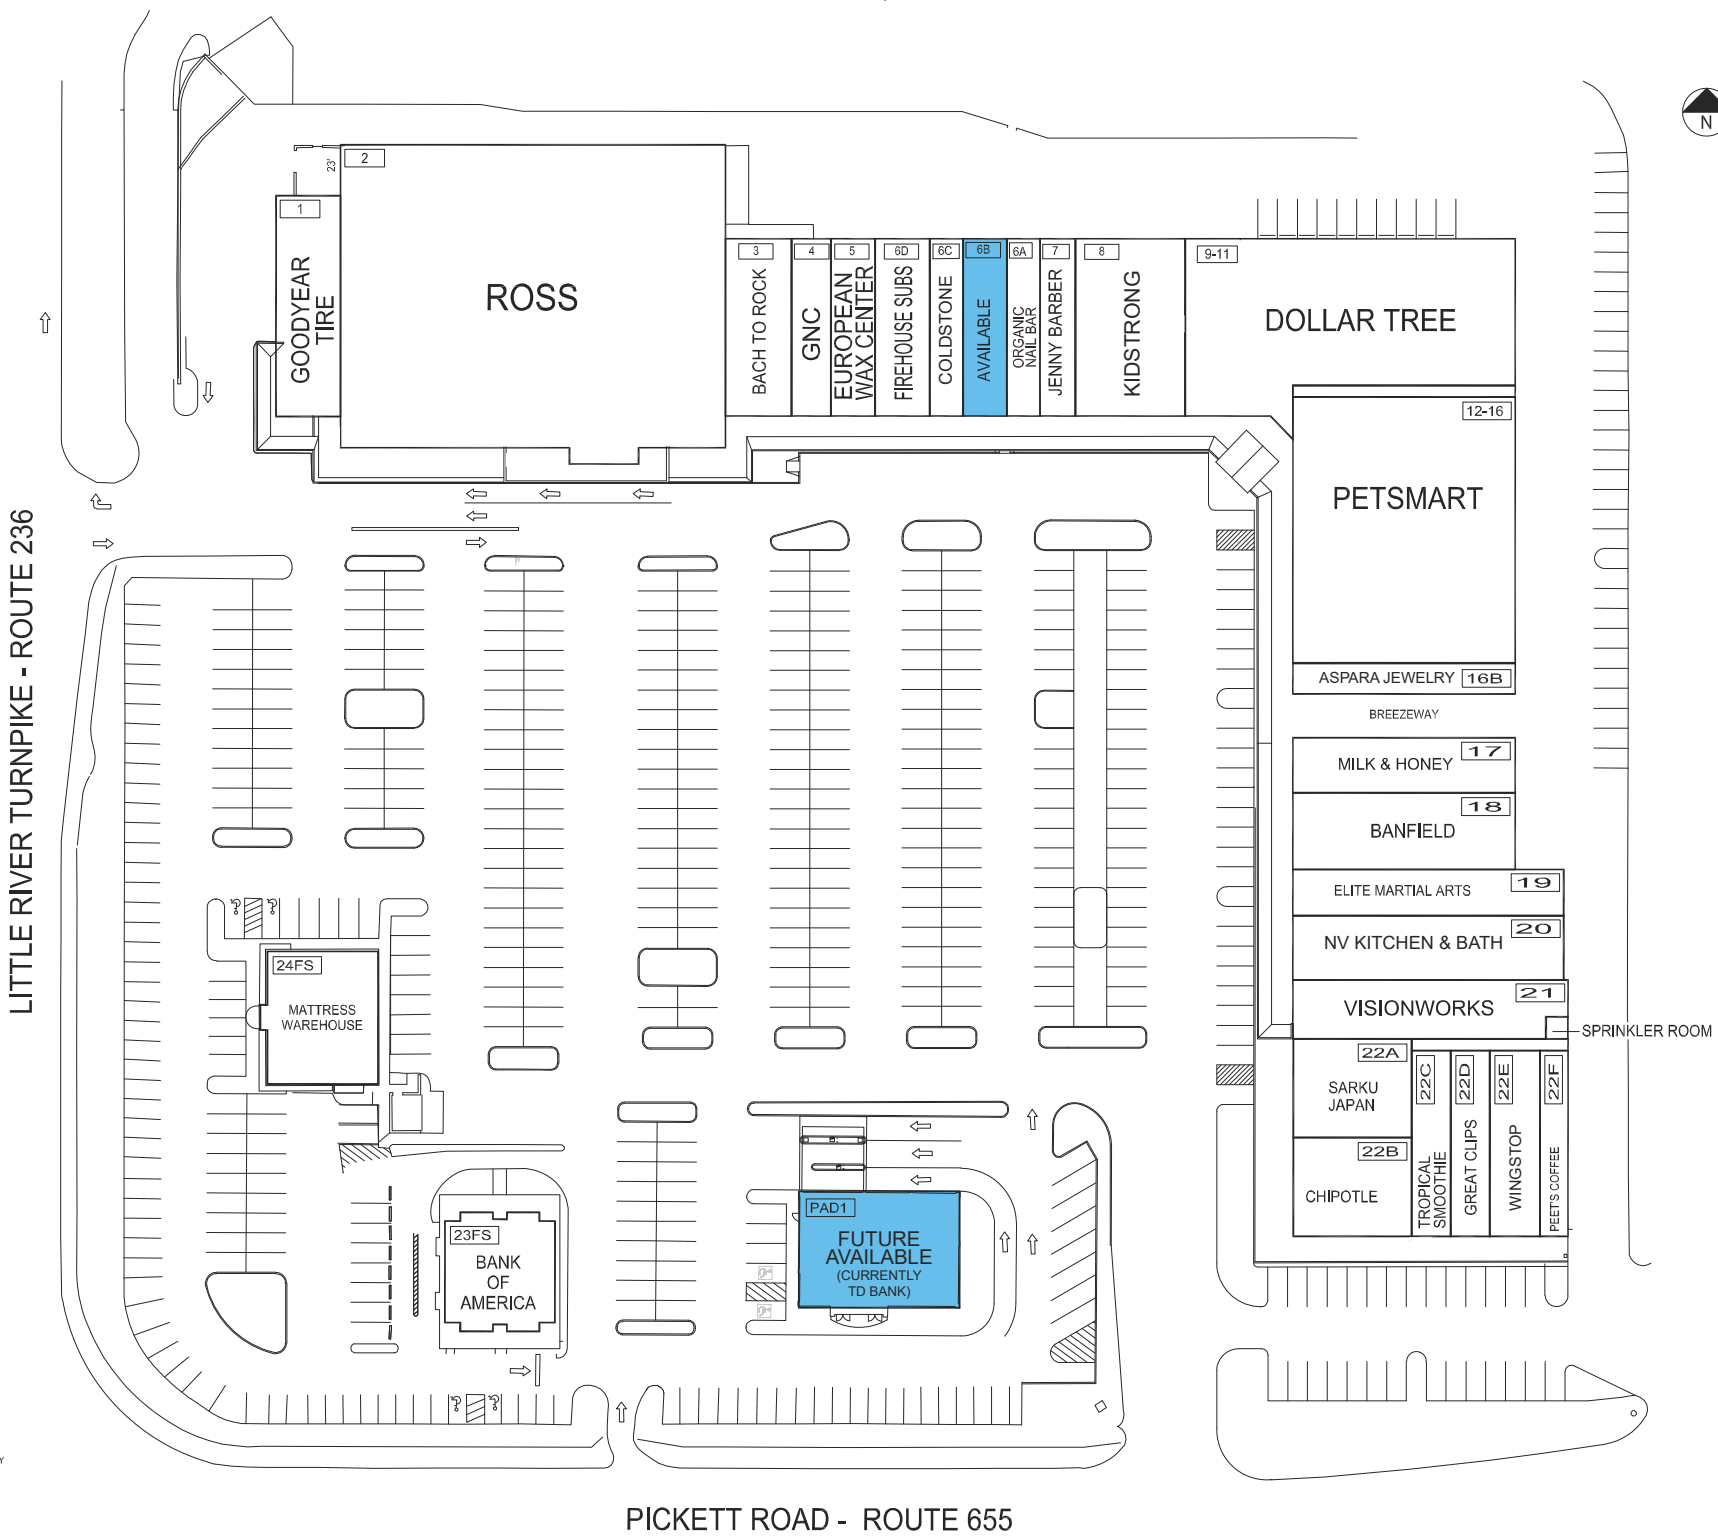 N
2
23'
1
GOODYEAR
TIRE
ROSS
3
BACH TO ROCK
4
GNC
5
EUROPEAN
WAX CENTER
6D
FIREHOUSE SUBS
6C
COLDSTONE
6B
AVAILABLE
6A
ORGANIC
NAIL BAR
7
JENNY BARBER
8
KIDSTRONG
9-11
DOLLAR TREE
12-16
PETSMART
ASPARA JEWELRY
16B
BREEZEWAY
17
MILK & HONEY
18
BANFIELD
19
ELITE MARTIAL ARTS
20
NV KITCHEN & BATH
21
VISIONWORKS
SPRINKLER ROOM
22A
SARKU
JAPAN
22B
CHIPOTLE
22C
TROPICAL
SMOOTHIE
22D
GREAT CLIPS
22E
WINGSTOP
22F
PEET'S COFFEE
LITTLE RIVER TURNPIKE - ROUTE 236
24FS
MATTRESS
WAREHOUSE
23FS
BANK
OF
AMERICA
PAD1
FUTURE
AVAILABLE
(CURRENTLY
TD BANK)
Y
PICKETT ROAD - ROUTE 655